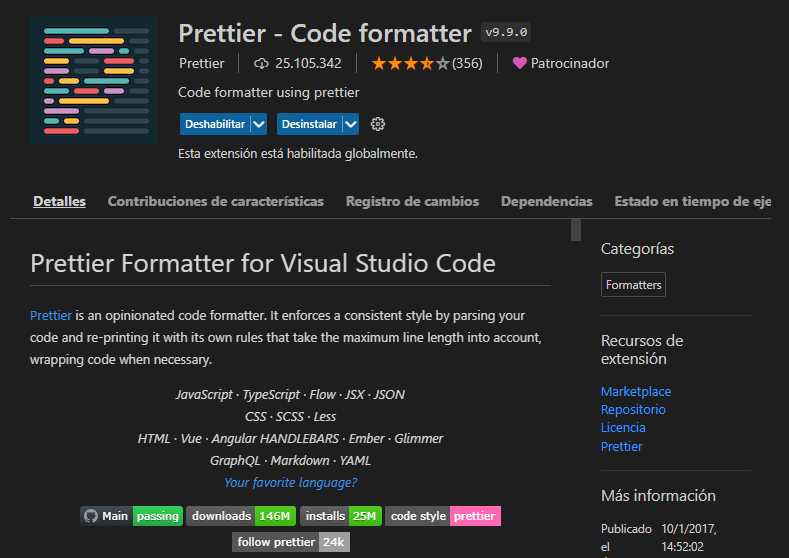 Prettier - Code formatter v9.9.0
Prettier 25.105.342 (356) Patrocinador
Code formatter using prettier
Deshabilitar Desinstalar
Esta extensión está habilitada globalmente.
Detalles Contribuciones de características Registro de cambios Dependencias Estado en tiempo de eje
Prettier Formatter for Visual Studio Code
Prettier is an opinionated code formatter. It enforces a consistent style by parsing your
code and re-printing it with its own rules that take the maximum line length into account,
wrapping code when necessary.
JavaScript · TypeScript · Flow · JSX · JSON
CSS · SCSS · Less
HTML · Vue · Angular HANDLEBARS · Ember · Glimmer
GraphQL · Markdown · YAML
Your favorite language?
Main passing downloads 146M installs 25M code style prettier
follow prettier 24k
Categorías
Formatters
Recursos de
extensión
Marketplace
Repositorio
Licencia
Prettier
Más información
Publicado 10/1/2017,
el 14:52:02